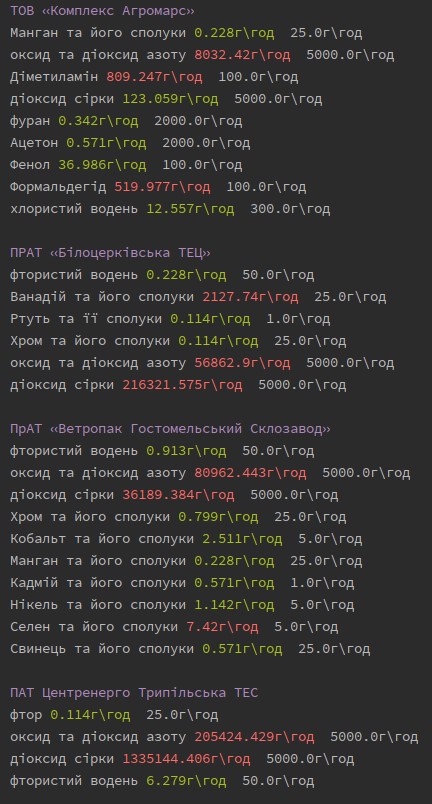 ТОВ «Комплекс Агромарс»
Манган та його сполуки 0.228г\год  25.0г\год
оксид та діоксид азоту 8032.42г\год  5000.0г\год
Діметиламін 809.247г\год  100.0г\год
діоксид сірки 123.059г\год  5000.0г\год
фуран 0.342г\год  2000.0г\год
Ацетон 0.571г\год  2000.0г\год
Фенол 36.986г\год  100.0г\год
Формальдегід 519.977г\год  100.0г\год
хлористий водень 12.557г\год  300.0г\год

ПРАТ «Білоцерківська ТЕЦ»
фтористий водень 0.228г\год  50.0г\год
Ванадій та його сполуки 2127.74г\год  25.0г\год
Ртуть та її сполуки 0.114г\год  1.0г\год
Хром та його сполуки 0.114г\год  25.0г\год
оксид та діоксид азоту 56862.9г\год  5000.0г\год
діоксид сірки 216321.575г\год  5000.0г\год

ПрАТ «Ветропак Гостомельський Склозавод»
фтористий водень 0.913г\год  50.0г\год
оксид та діоксид азоту 80962.443г\год  5000.0г\год
діоксид сірки 36189.384г\год  5000.0г\год
Хром та його сполуки 0.799г\год  25.0г\год
Кобальт та його сполуки 2.511г\год  5.0г\год
Манган та його сполуки 0.228г\год  25.0г\год
Кадмій та його сполуки 0.571г\год  1.0г\год
Нікель та його сполуки 1.142г\год  5.0г\год
Селен та його сполуки 7.42г\год  5.0г\год
Свинець та його сполуки 0.571г\год  25.0г\год

ПАТ Центренерго Трипільська ТЕС
фтор 0.114г\год  25.0г\год
оксид та діоксид азоту 205424.429г\год  5000.0г\год
діоксид сірки 1335144.406г\год  5000.0г\год
фтористий водень 6.279г\год  50.0г\год